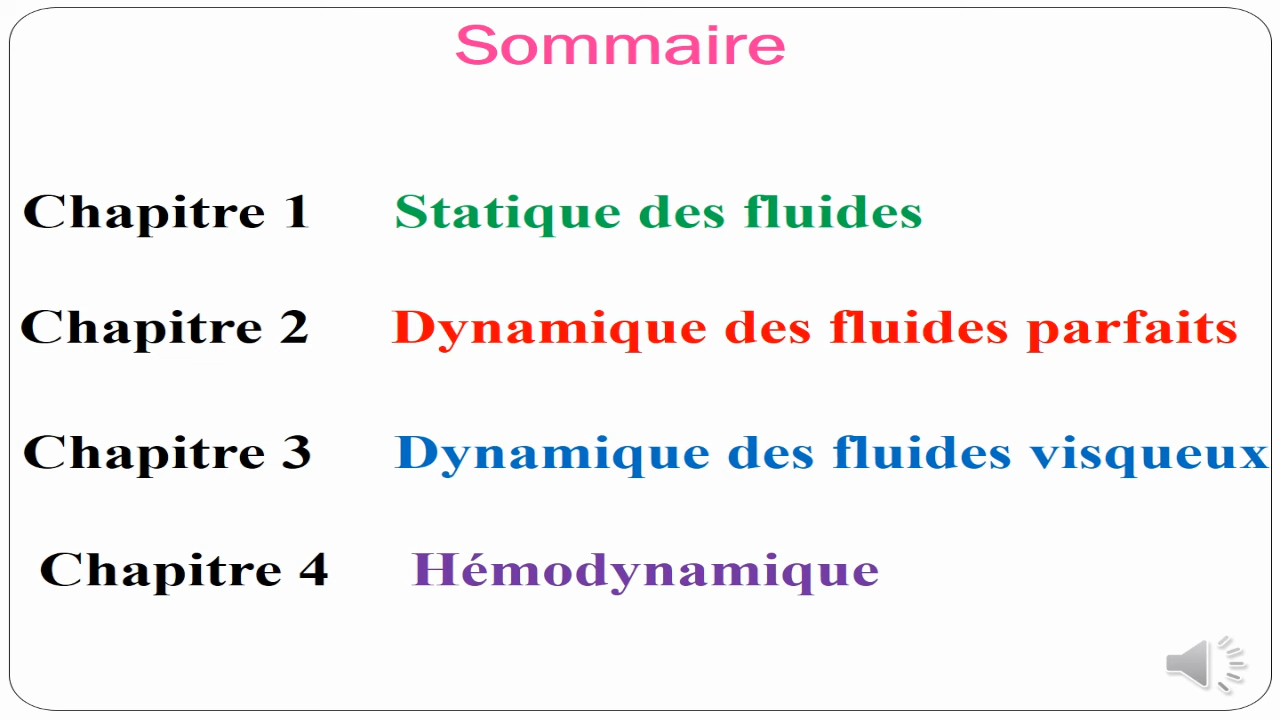 Sommaire
Chapitre 1 Statique des fluides
Chapitre 2 Dynamique des fluides parfaits
Chapitre 3 Dynamique des fluides visqueux
Chapitre 4 Hémodynamique